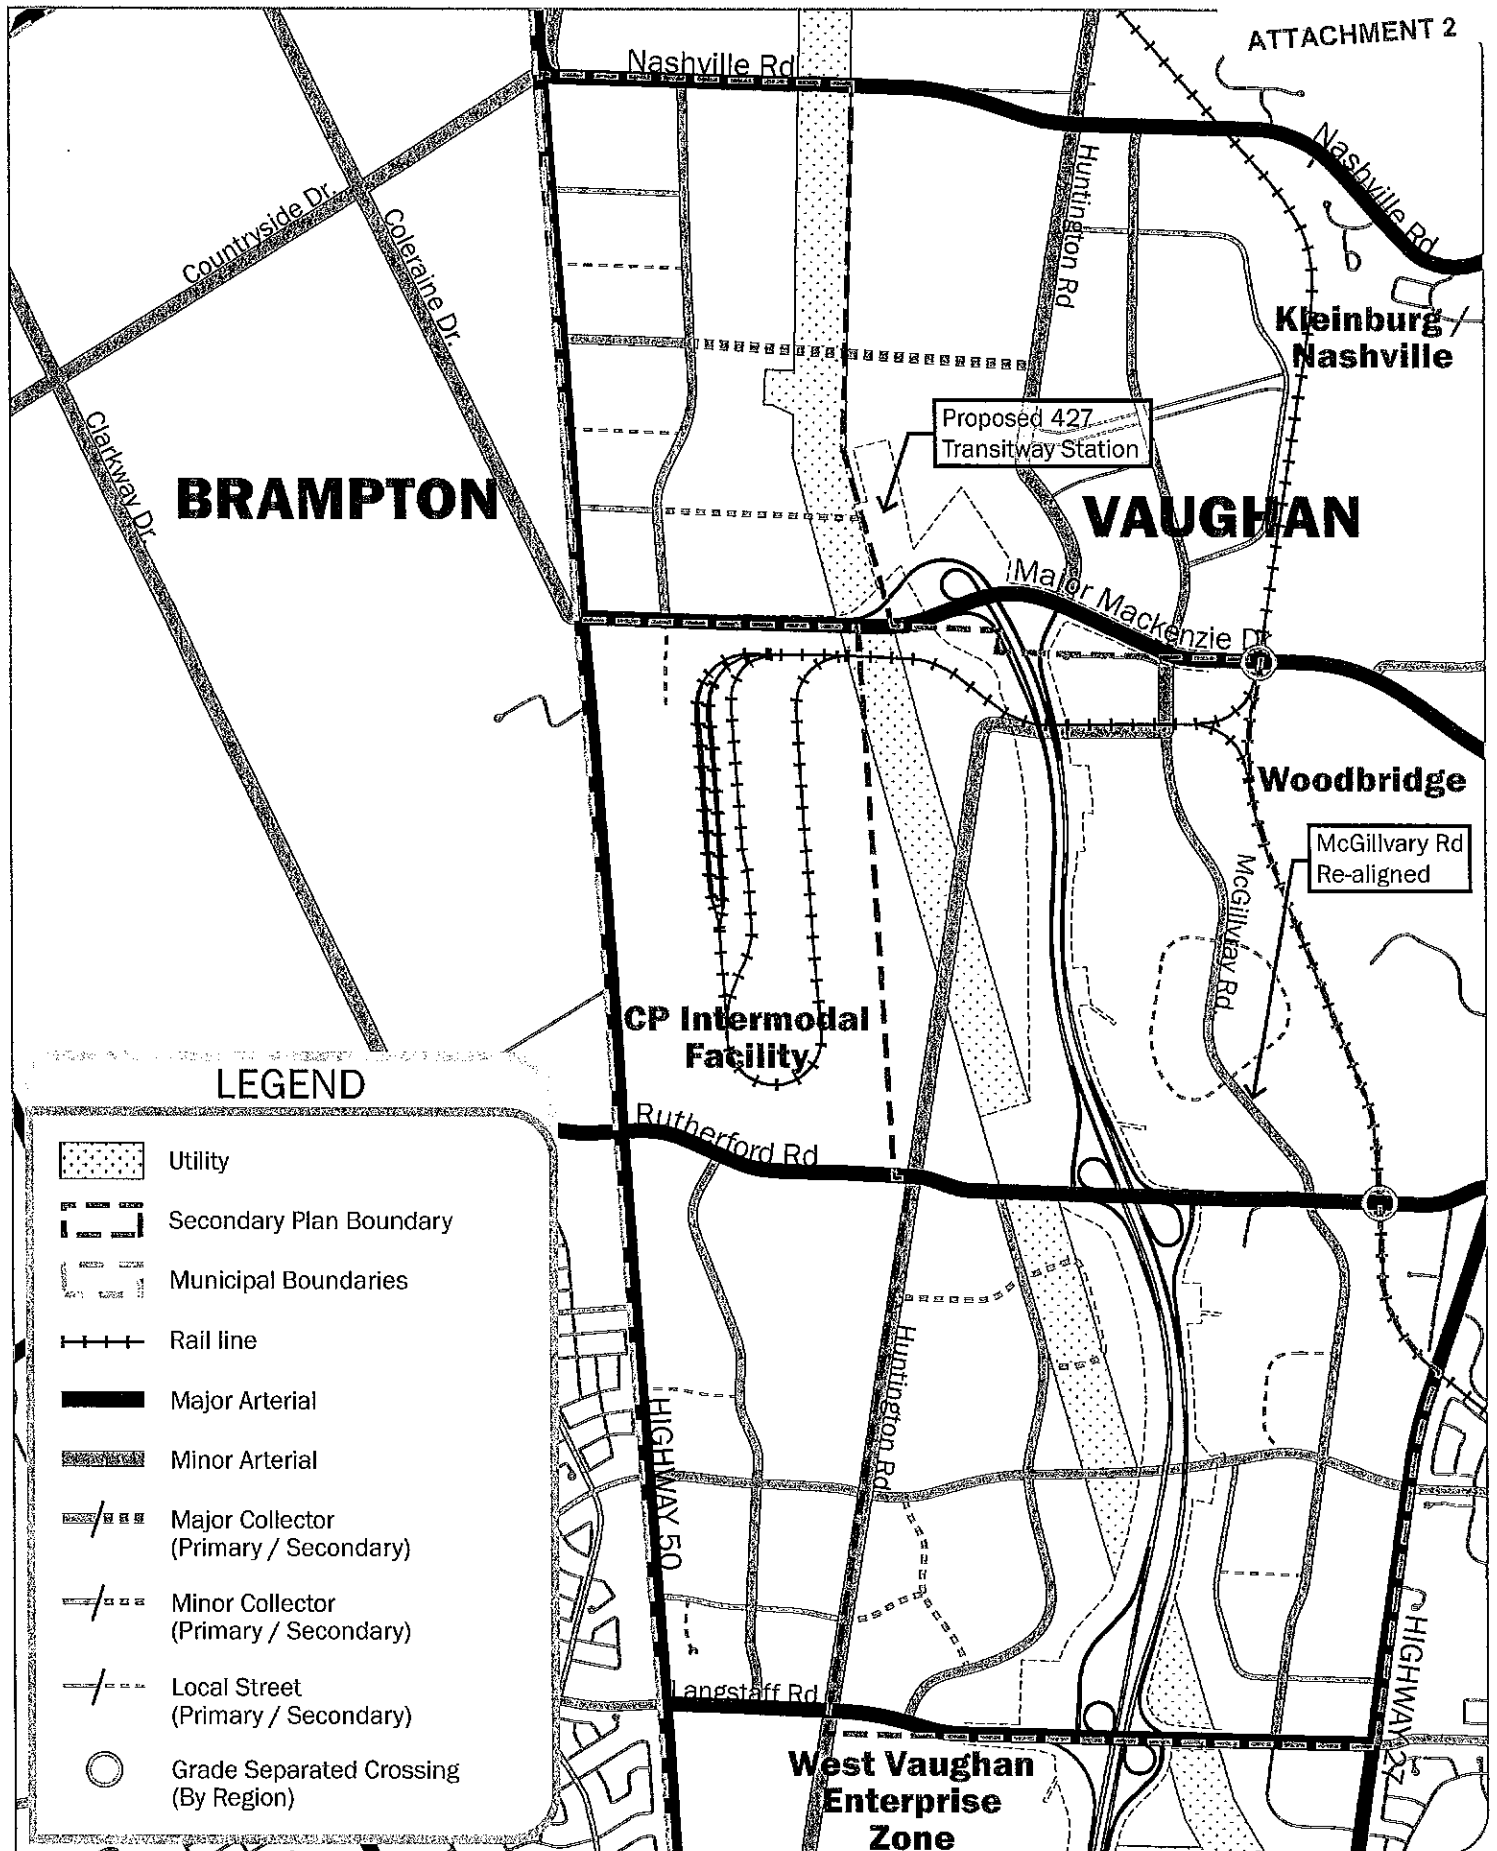 ATTACHMENT 2
Nashville Rd
Nashville Rd
Huntington Rd
Countryside Dr.
Coleraine Dr.
Kleinburg /
Nashville
Clarkway Dr.
Proposed 427
Transitway Station
BRAMPTON
VAUGHAN
Major Mackenzie Dr
Woodbridge
McGillvary Rd
Re-aligned
McGillvray Rd
CP Intermodal
Facility
Rutherford Rd
Huntington Rd
HIGHWAY 50
Langstaff Rd
HIGHWAY 27
West Vaughan
Enterprise
Zone
LEGEND
Utility
Secondary Plan Boundary
Municipal Boundaries
Rail line
Major Arterial
Minor Arterial
Major Collector
(Primary / Secondary)
Minor Collector
(Primary / Secondary)
Local Street
(Primary / Secondary)
Grade Separated Crossing
(By Region)